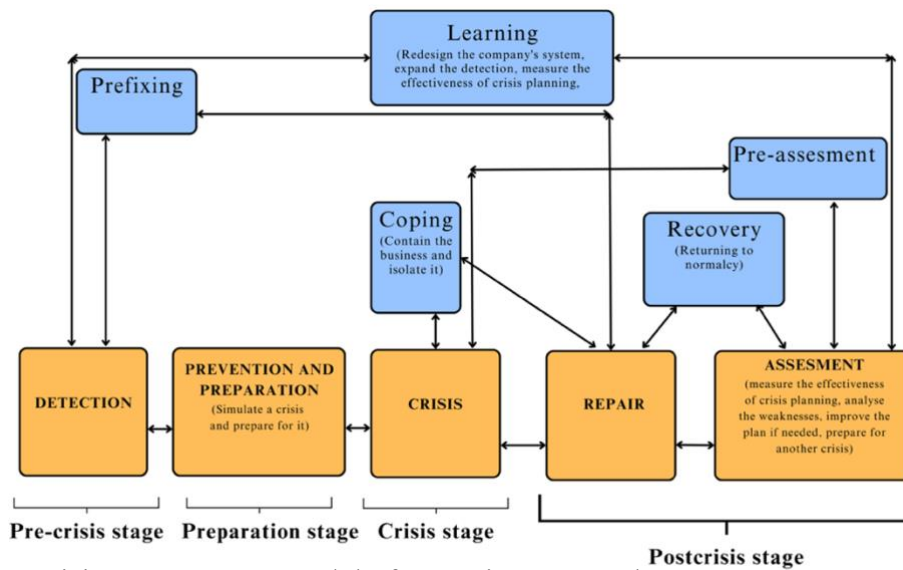 Learning
(Redesign the company's system,
expand the detection, measure the
effectiveness of crisis planning,
Prefixing
Pre-assesment
Coping
(Contain the
business and
isolate it)
Recovery
(Returning to
normalcy)
DETECTION
PREVENTION AND
PREPARATION
(Simulate a crisis
and prepare for it)
CRISIS
REPAIR
ASSESMENT
(measure the effectiveness
of crisis planning, analyse
the weaknesses, improve the
plan if needed, prepare for
another crisis)
Pre-crisis stage
Preparation stage
Crisis stage
Postcrisis stage